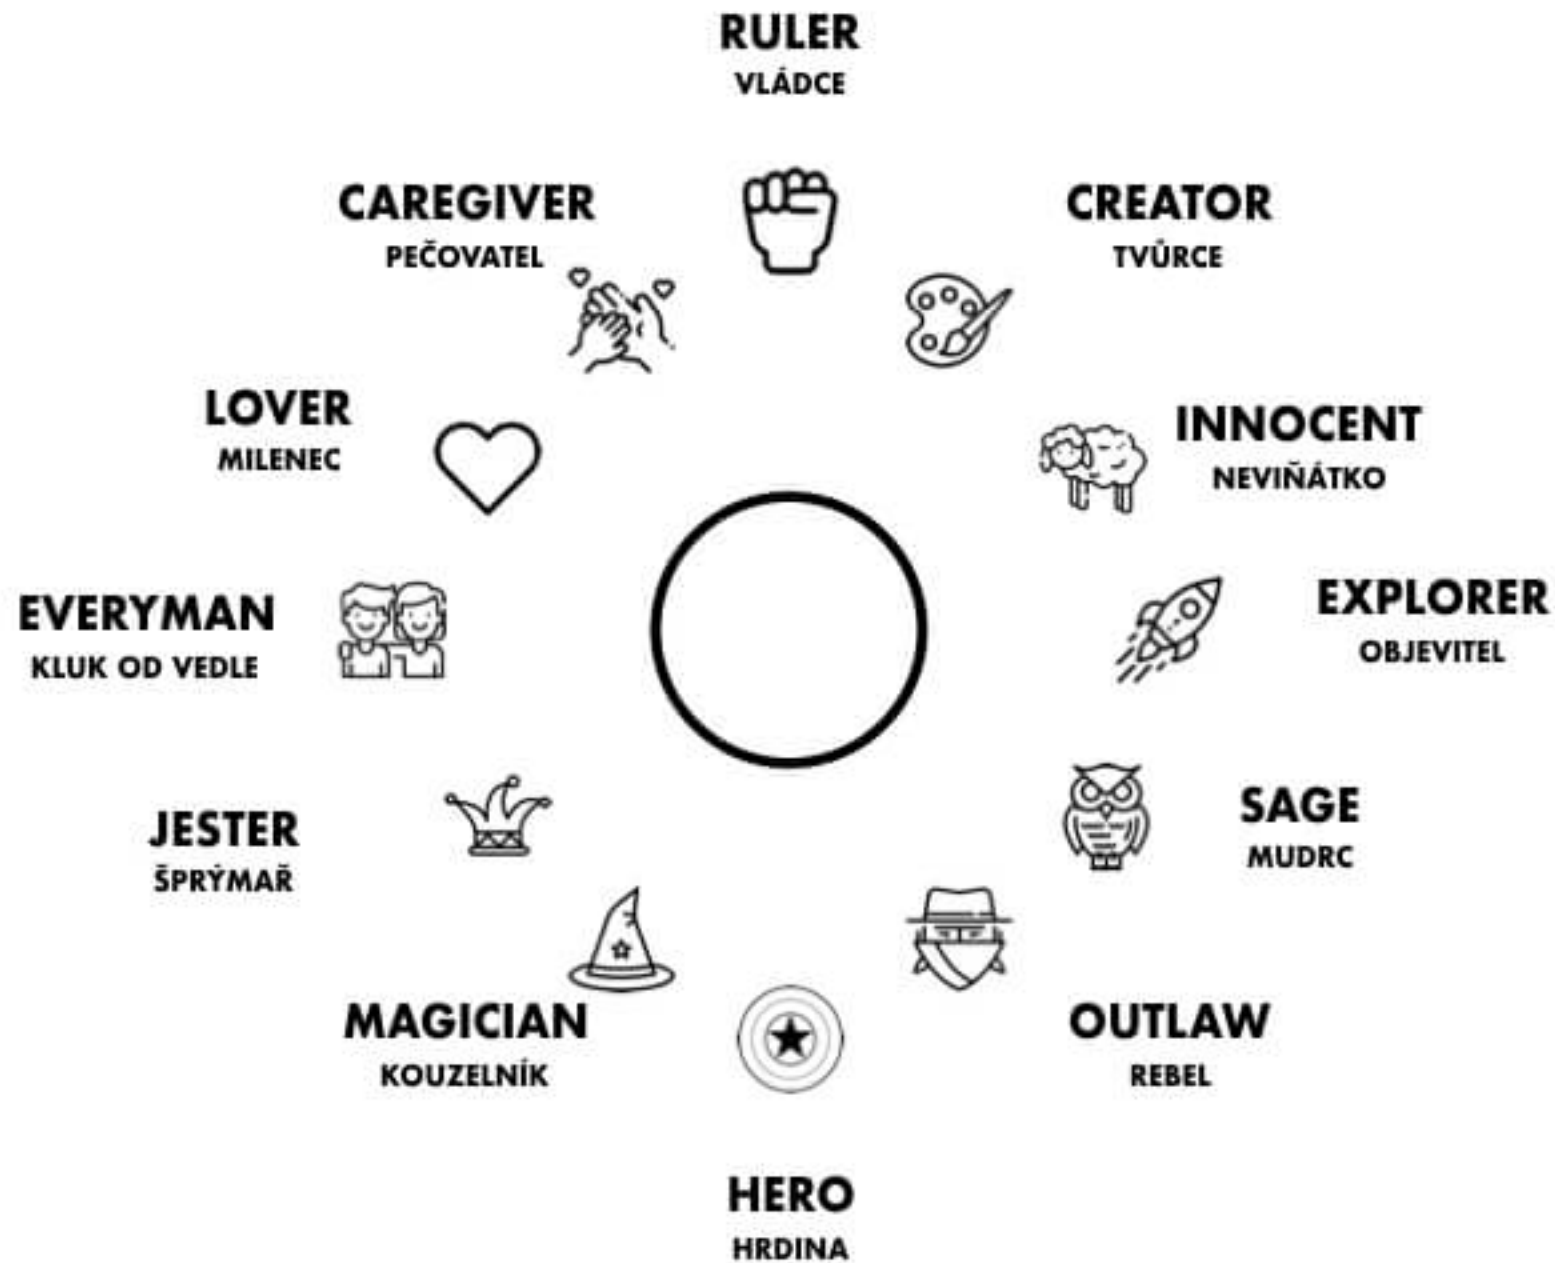 RULER
VLÁDCE
CAREGIVER
PEČOVATEL
CREATOR
TVŮRCE
LOVER
MILENEC
INNOCENT
NEVIŇÁTKO
EVERYMAN
KLUK OD VEDLE
EXPLORER
OBJEVITEL
JESTER
ŠPRÝMAŘ
SAGE
MUDRC
MAGICIAN
KOUZELNÍK
OUTLAW
REBEL
HERO
HRDINA